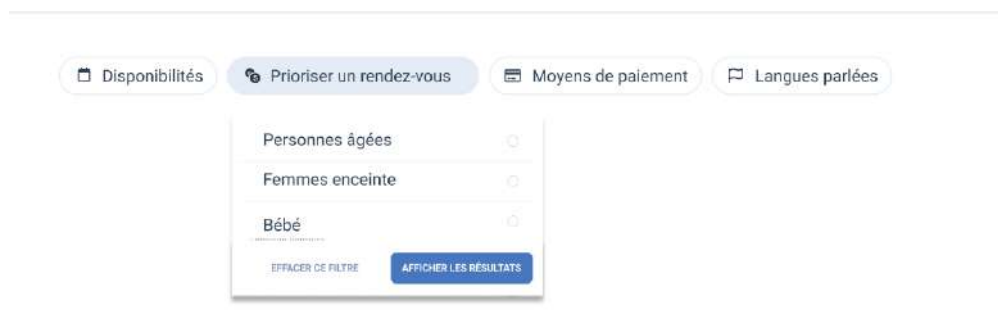 Disponibilités
Prioriser un rendez-vous
Moyens de paiement
Langues parlées
Personnes âgées
Femmes enceinte
Bébé
EFFACER CE FILTRE
AFFICHER LES RÉSULTATS